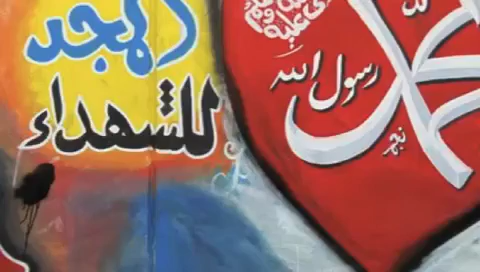 المجد
للشهداء
محمد
رسول الله